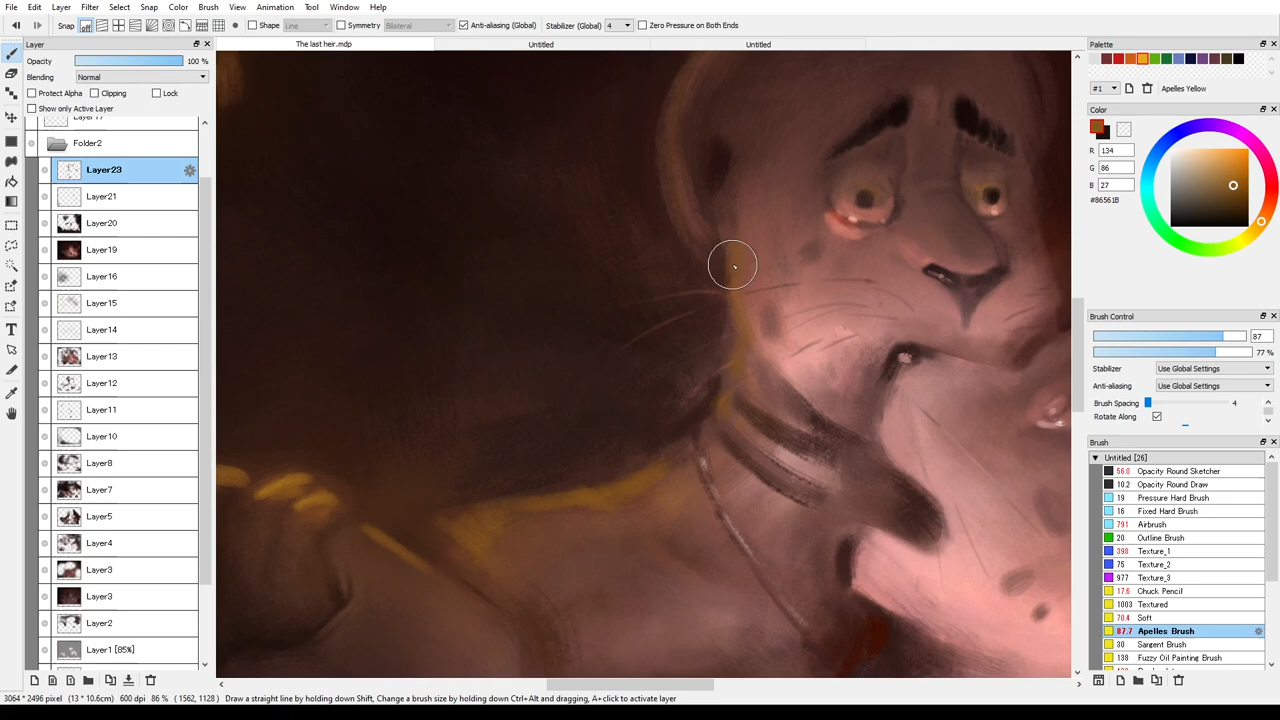 File Edit Layer Filter Select Snap Color Brush View Animation Tool Window Help
Snap off Shape Line Symmetry Bilateral Anti-aliasing (Global) Stabilizer (Global) 4 Zero Pressure on Both Ends
Layer
The last heir.mdp
Untitled
Untitled
Palette
Opacity 100 %
Blending Normal
Protect Alpha Clipping Lock
Show only Active Layer
#1 Apelles Yellow
Color
R 134
G 86
B 27
#86561B
Layer17
Folder2
Layer23
Layer21
Layer20
Layer19
Layer16
Layer15
Layer14
Layer13
Layer12
Layer11
Layer10
Layer8
Layer7
Layer5
Layer4
Layer3
Layer3
Layer2
Layer1 [85%]
Brush Control
87
77 %
Stabilizer Use Global Settings
Anti-aliasing Use Global Settings
Brush Spacing 4
Rotate Along
Brush
Untitled [26]
56.0 Opacity Round Sketcher
10.2 Opacity Round Draw
19 Pressure Hard Brush
16 Fixed Hard Brush
791 Airbrush
20 Outline Brush
398 Texture_1
75 Texture_2
977 Texture_3
17.6 Chuck Pencil
1003 Textured
70.4 Soft
87.7 Apelles Brush
30 Sargent Brush
138 Fuzzy Oil Painting Brush
3064 * 2496 pixel (13 * 10.6cm) 600 dpi 86 % ( 1562, 1128 ) Draw a straight line by holding down Shift, Change a brush size by holding down Ctrl+Alt and dragging, A+click to activate layer